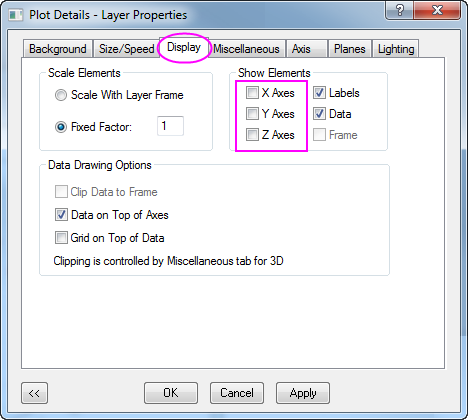 Plot Details - Layer Properties
?
Background Size/Speed Display Miscellaneous Axis Planes Lighting
Scale Elements
Scale With Layer Frame
Fixed Factor: 1
Show Elements
X Axes Labels
Y Axes Data
Z Axes Frame
Data Drawing Options
Clip Data to Frame
Data on Top of Axes
Grid on Top of Data
Clipping is controlled by Miscellaneous tab for 3D
<< OK Cancel Apply